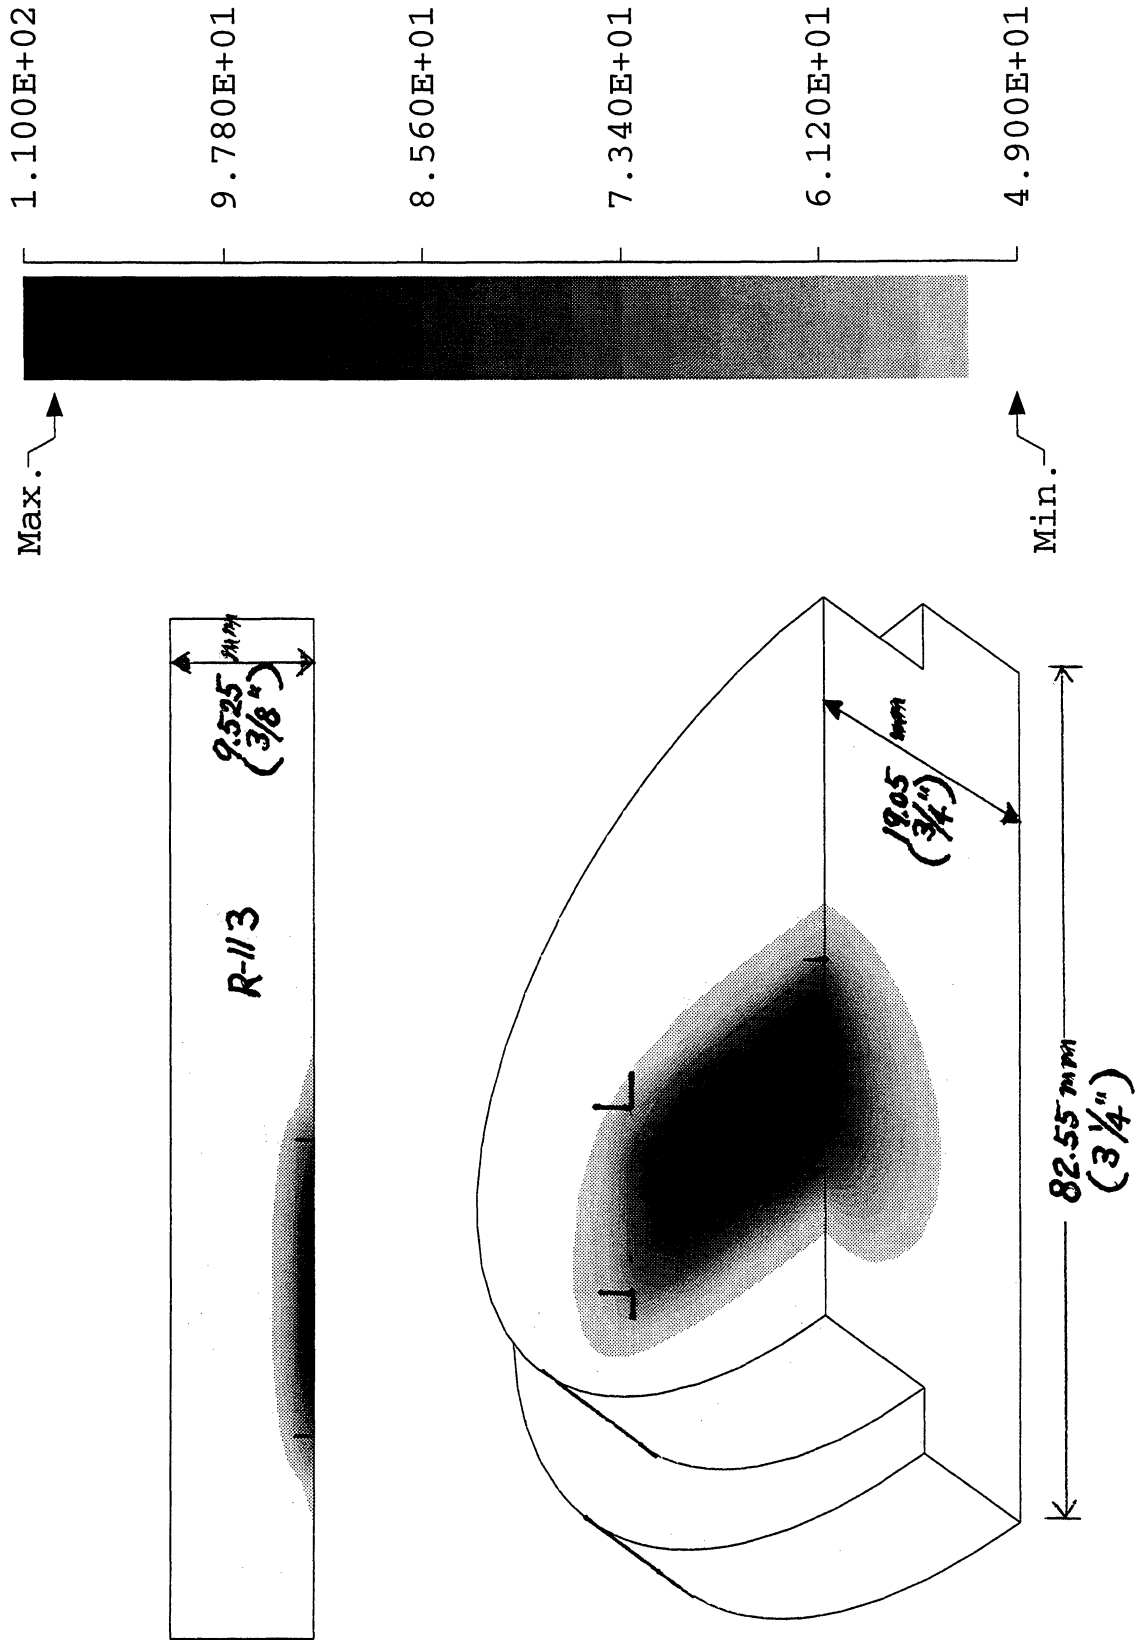 1.100E+02
9.780E+01
8.560E+01
7.340E+01
6.120E+01
4.900E+01
Max.
Min.
9.525 mm
(3/8")
R-113
19.05 mm
(3/4")
82.55 mm
(3 1/4")